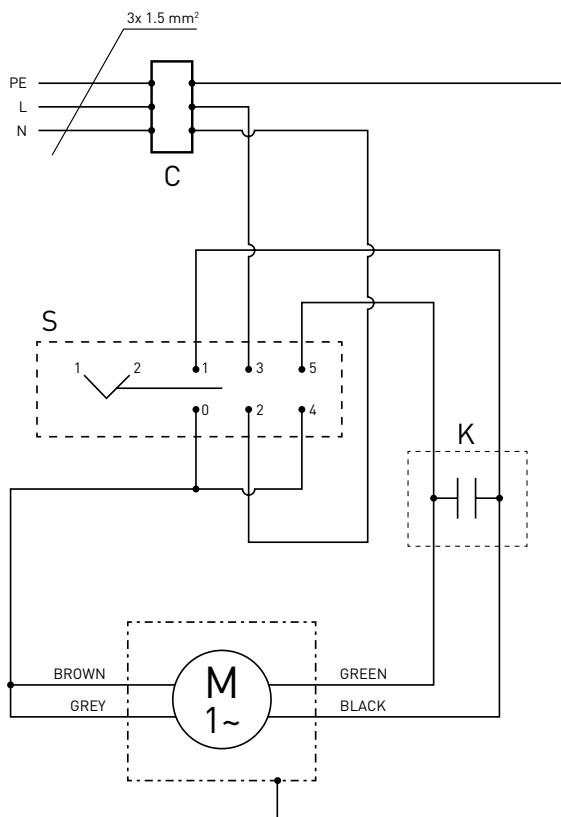 3x 1.5 mm²
PE
L
N
C
S
1 2 1 3 5
0 2 4
K
BROWN M GREEN
GREY 1~ BLACK